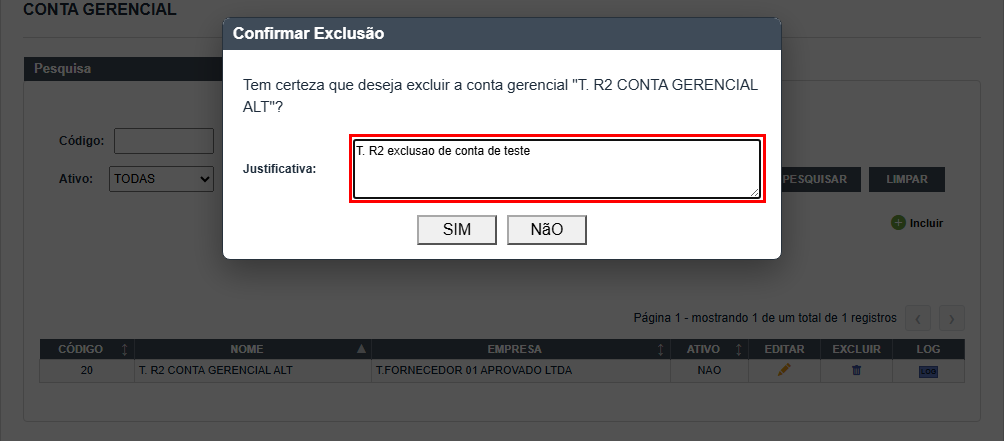 CONTA GERENCIAL
Confirmar Exclusão
Pesquisa
Tem certeza que deseja excluir a conta gerencial "T. R2 CONTA GERENCIAL
ALT"?
Código:
Justificativa:
T. R2 exclusao de conta de teste
Ativo:
TODAS
PESQUISAR
LIMPAR
SIM
NãO
Incluir
Página 1 - mostrando 1 de um total de 1 registros
CÓDIGO NOME EMPRESA ATIVO EDITAR EXCLUIR LOG
20 T. R2 CONTA GERENCIAL ALT T.FORNECEDOR 01 APROVADO LTDA NAO LOG